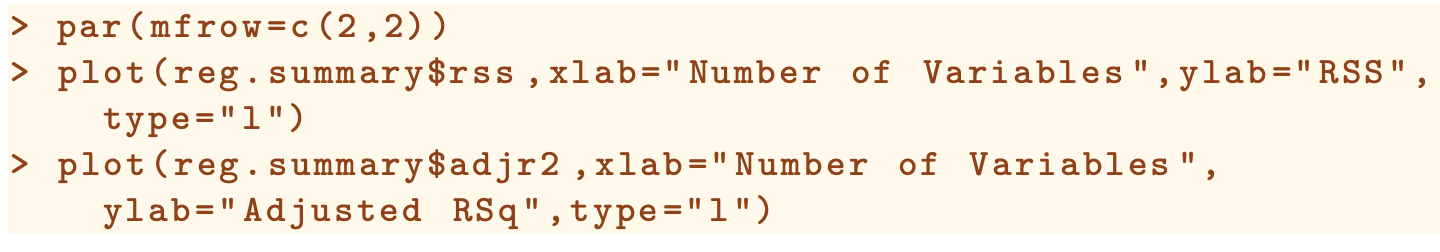 > par(mfrow=c(2,2))
> plot(reg.summary$rss ,xlab="Number of Variables",ylab="RSS",
type="l")
> plot(reg.summary$adjr2 ,xlab="Number of Variables",
ylab="Adjusted RSq",type="l")